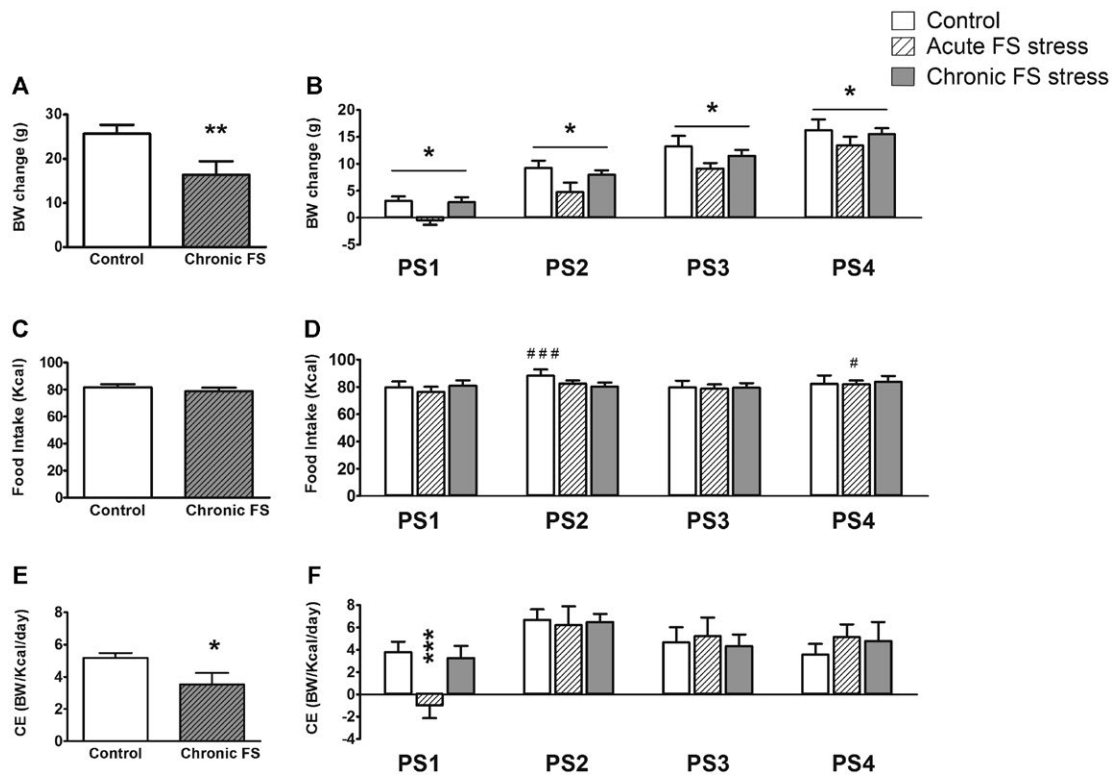 Control
Acute FS stress
Chronic FS stress
A
BW change (g)
30
20
10
0
**
Control
Chronic FS
B
BW change (g)
20
15
10
5
0
-5
*
*
*
*
PS1
PS2
PS3
PS4
C
Food Intake (Kcal)
100
80
60
40
20
0
Control
Chronic FS
D
Food Intake (Kcal)
100
80
60
40
20
0
###
#
PS1
PS2
PS3
PS4
E
CE (BW/Kcal/day)
8
6
4
2
0
*
Control
Chronic FS
F
CE (BW/Kcal/day)
8
6
4
2
0
-2
-4
***
PS1
PS2
PS3
PS4